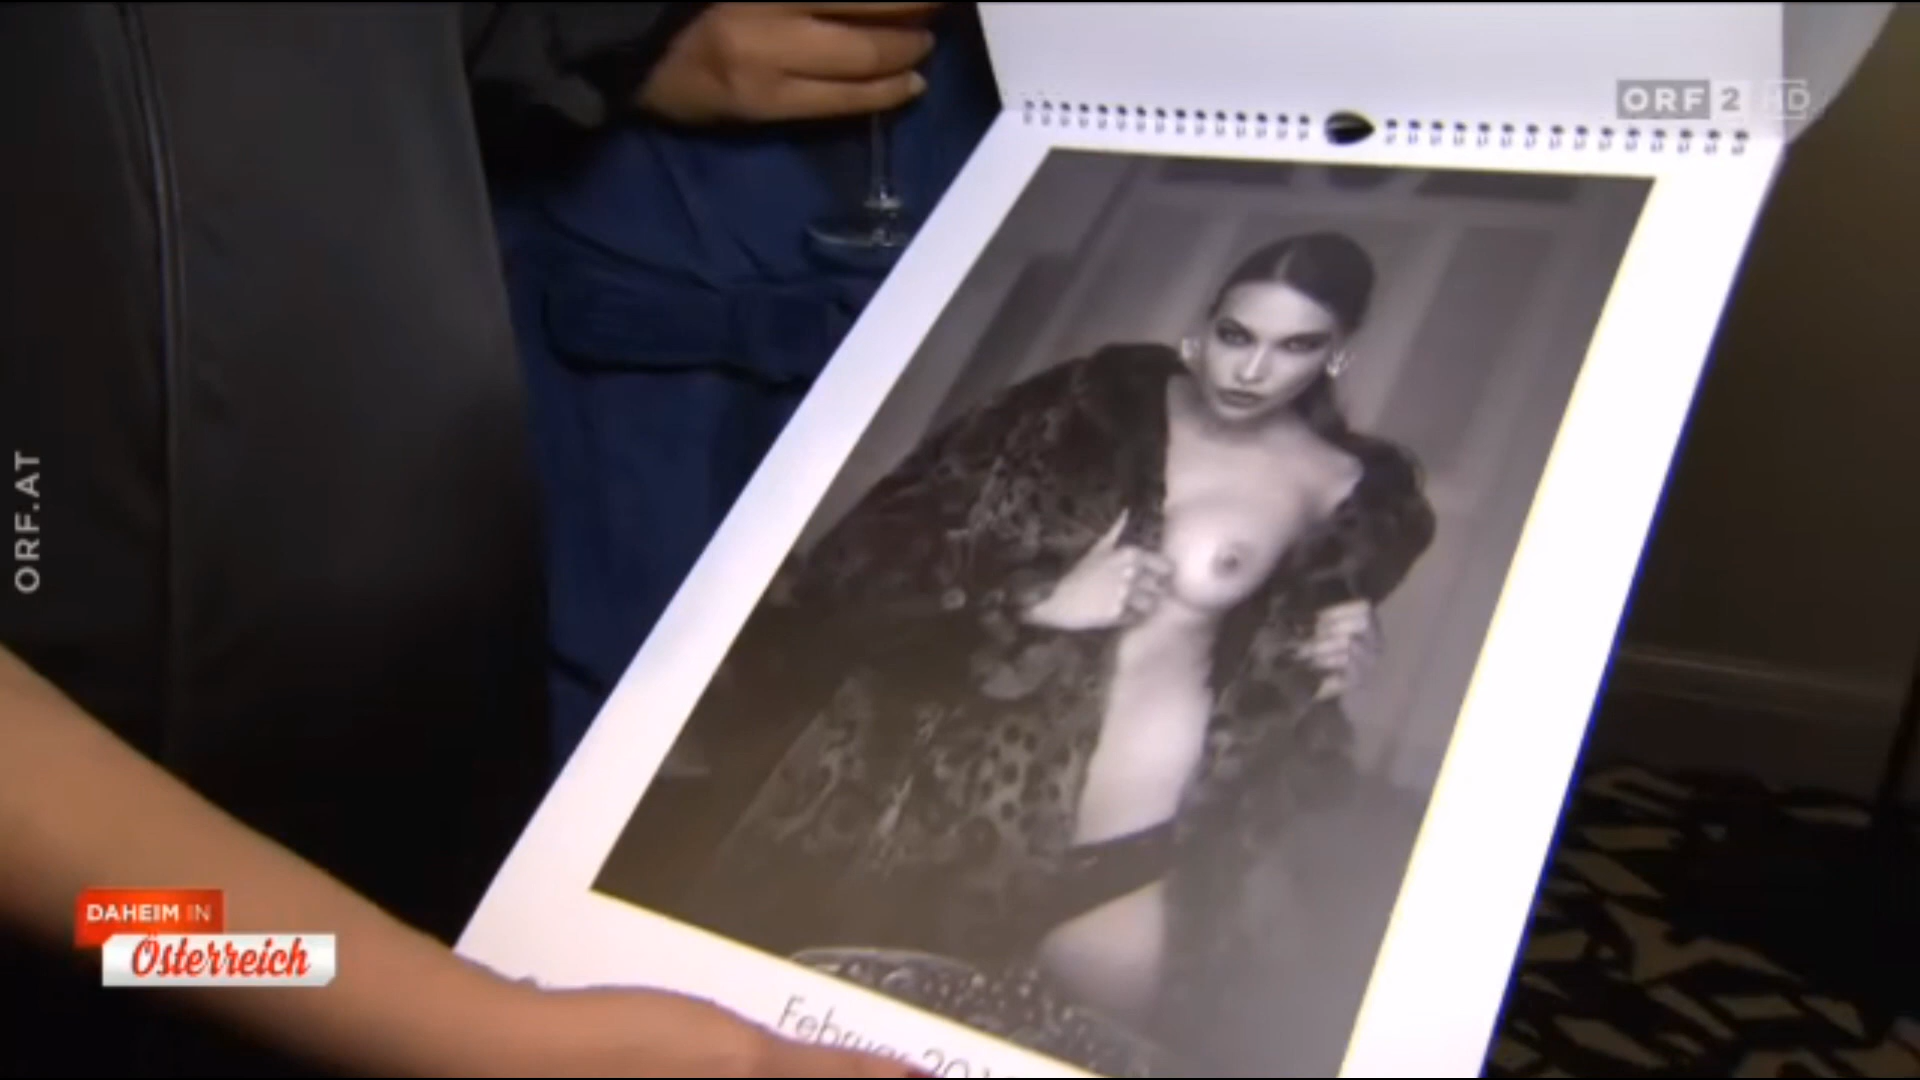 ORF 2 HD
ORF.AT
DAHEIM IN
Österreich
Februar